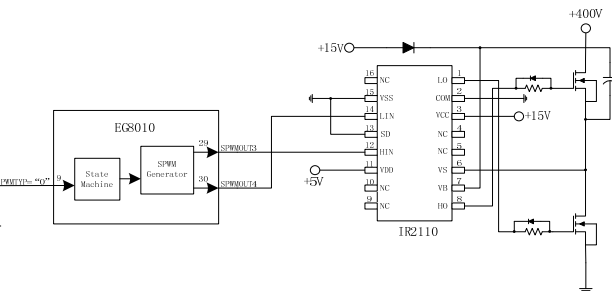 +400V
+15V
16 NC LO 1
15 VSS COM 2
14 LIN VCC 3 +15V
13 SD NC 4
12 HIN NC 5
11 VDD VS 6
10 NC VB 7
9 NC HO 8
+5V
IR2110
EG8010
PWMTYP="0" 9
State
Machine
SPWM
Generator
29 SPWMOUT3
30 SPWMOUT4